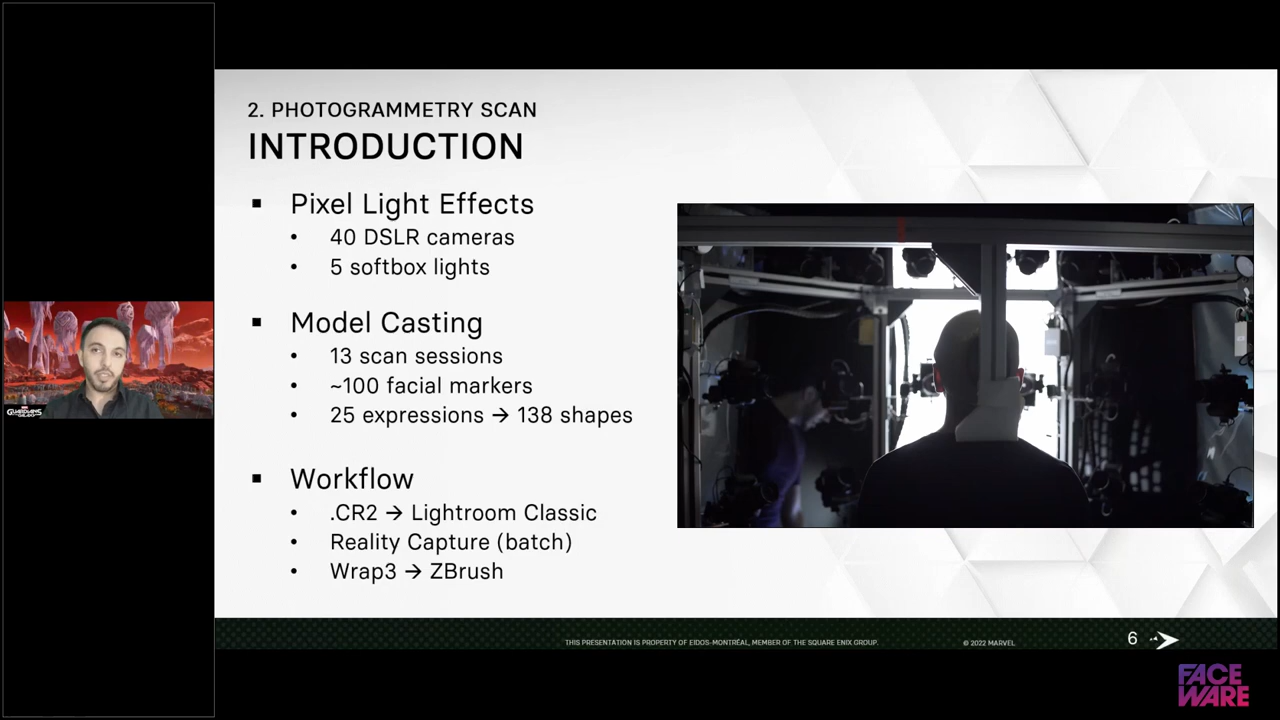 2. PHOTOGRAMMETRY SCAN
INTRODUCTION
▪ Pixel Light Effects
• 40 DSLR cameras
• 5 softbox lights
▪ Model Casting
• 13 scan sessions
• ~100 facial markers
• 25 expressions → 138 shapes
▪ Workflow
• .CR2 → Lightroom Classic
• Reality Capture (batch)
• Wrap3 → ZBrush
GUARDIANS
THIS PRESENTATION IS PROPERTY OF EIDOS-MONTRÉAL, MEMBER OF THE SQUARE ENIX GROUP.
© 2022 MARVEL
6
FACE
WARE